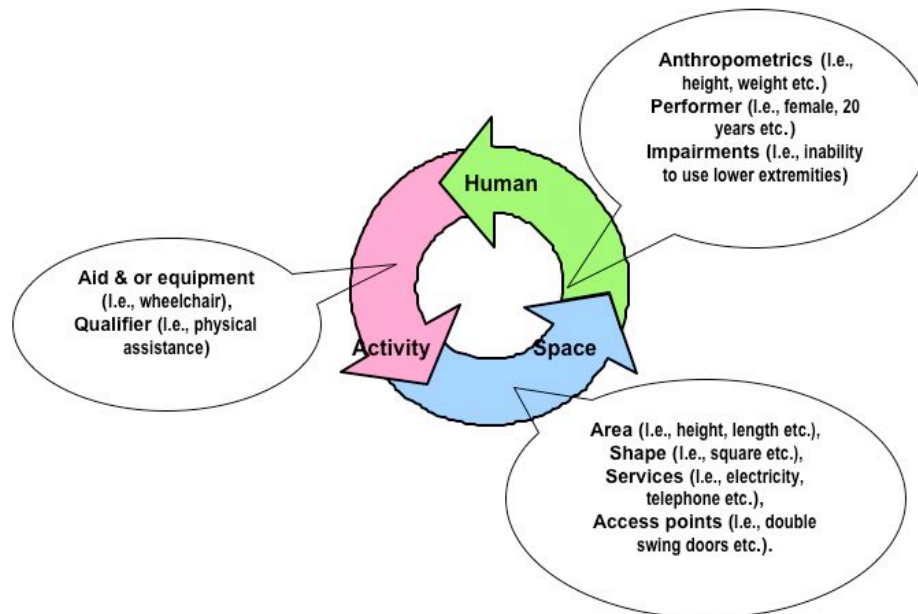 Anthropometrics (I.e.,
height, weight etc.)
Performer (I.e., female, 20
years etc.)
Impairments (I.e., inability
to use lower extremities)
Human
Aid & or equipment
(I.e., wheelchair),
Qualifier (I.e., physical
assistance)
Activity
Space
Area (I.e., height, length etc.),
Shape (I.e., square etc.),
Services (I.e., electricity,
telephone etc.),
Access points (I.e., double
swing doors etc.).